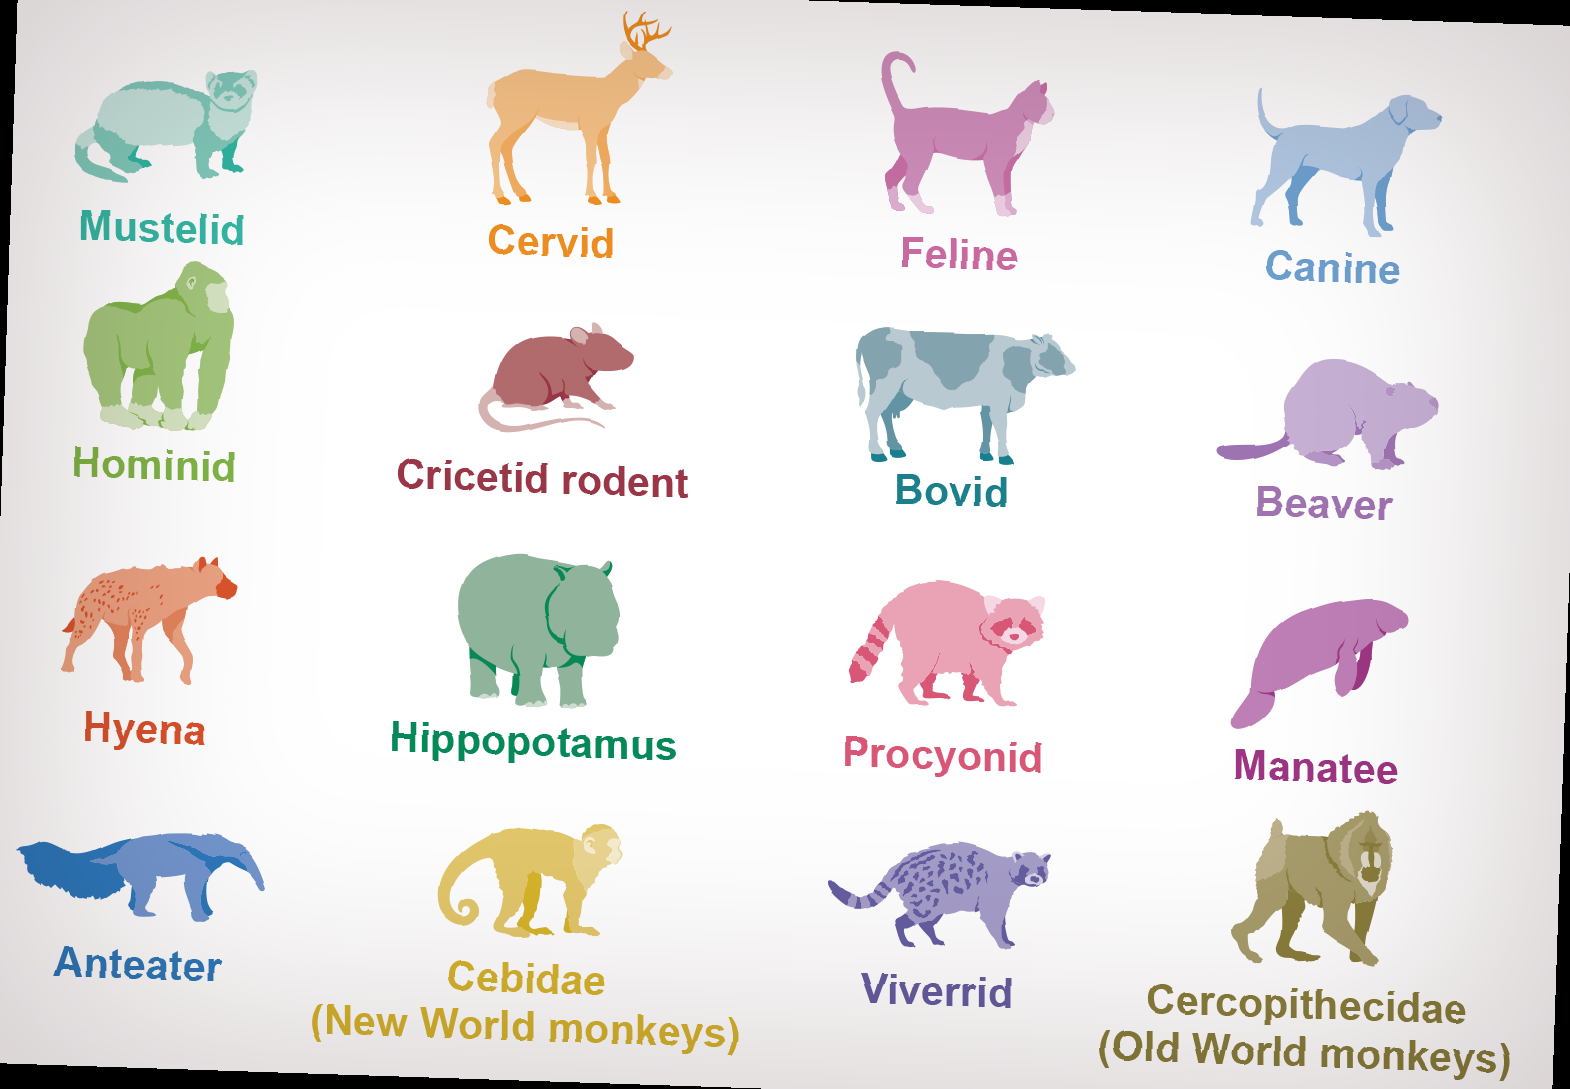 Mustelid
Cervid
Feline
Canine
Hominid
Cricetid rodent
Bovid
Beaver
Hyena
Hippopotamus
Procyonid
Manatee
Anteater
Cebidae
(New World monkeys)
Viverrid
Cercopithecidae
(Old World monkeys)